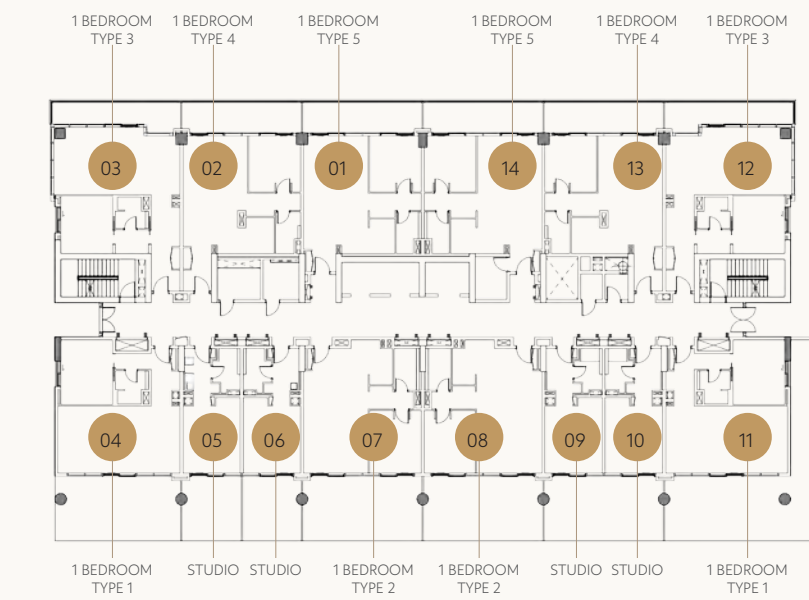 1 BEDROOM
TYPE 3
1 BEDROOM
TYPE 4
1 BEDROOM
TYPE 5
1 BEDROOM
TYPE 5
1 BEDROOM
TYPE 4
1 BEDROOM
TYPE 3
03
02
01
14
13
12
04
05
06
07
08
09
10
11
1 BEDROOM
TYPE 1
STUDIO
STUDIO
1 BEDROOM
TYPE 2
1 BEDROOM
TYPE 2
STUDIO
STUDIO
1 BEDROOM
TYPE 1